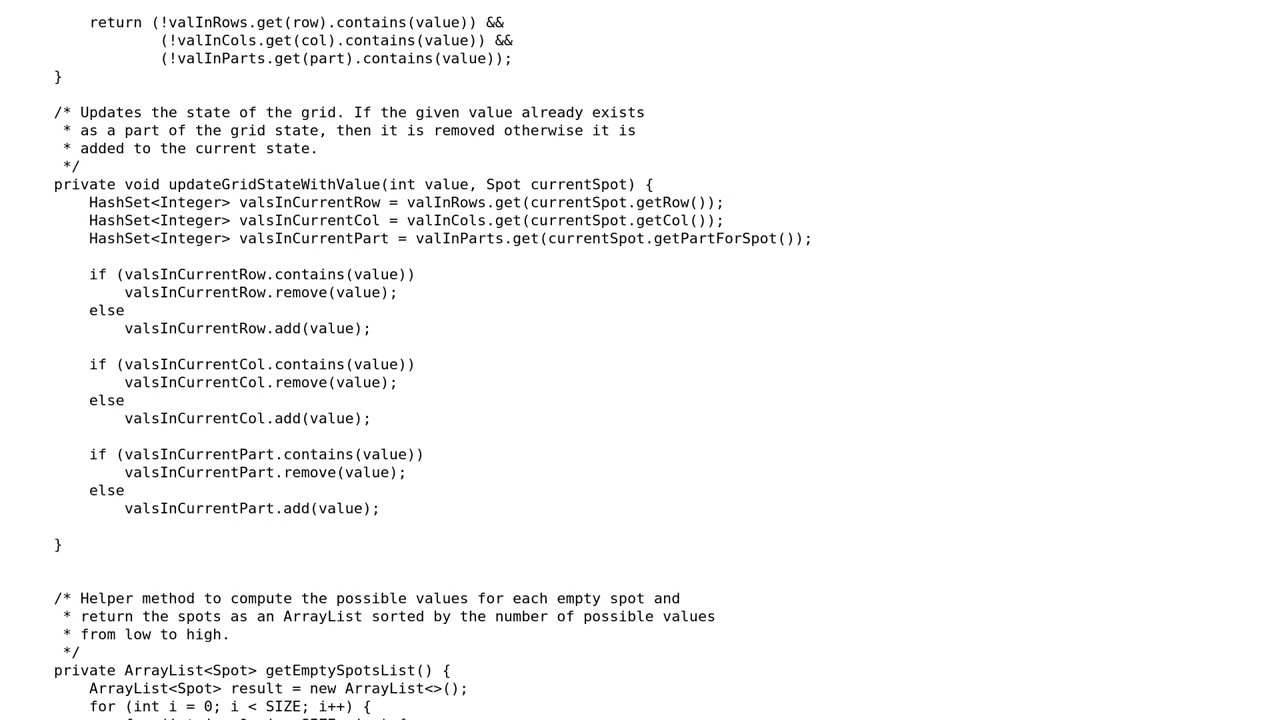 return (!valInRows.get(row).contains(value)) &&
(!valInCols.get(col).contains(value)) &&
(!valInParts.get(part).contains(value));
}
/* Updates the state of the grid. If the given value already exists
* as a part of the grid state, then it is removed otherwise it is
* added to the current state.
*/
private void updateGridStateWithValue(int value, Spot currentSpot) {
HashSet<Integer> valsInCurrentRow = valInRows.get(currentSpot.getRow());
HashSet<Integer> valsInCurrentCol = valInCols.get(currentSpot.getCol());
HashSet<Integer> valsInCurrentPart = valInParts.get(currentSpot.getPartForSpot());
if (valsInCurrentRow.contains(value))
valsInCurrentRow.remove(value);
else
valsInCurrentRow.add(value);
if (valsInCurrentCol.contains(value))
valsInCurrentCol.remove(value);
else
valsInCurrentCol.add(value);
if (valsInCurrentPart.contains(value))
valsInCurrentPart.remove(value);
else
valsInCurrentPart.add(value);
}
/* Helper method to compute the possible values for each empty spot and
* return the spots as an ArrayList sorted by the number of possible values
* from low to high.
*/
private ArrayList<Spot> getEmptySpotsList() {
ArrayList<Spot> result = new ArrayList<>();
for (int i = 0; i < SIZE; i++) {